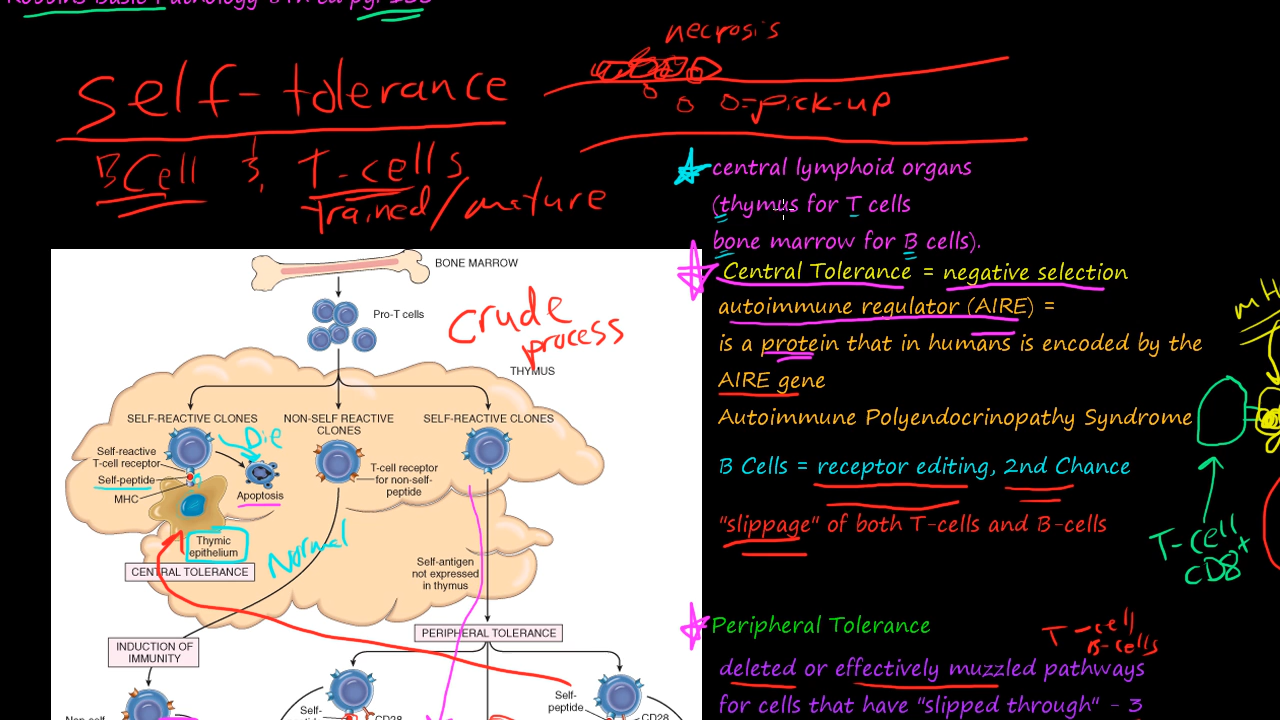 necrosis
self-tolerance
o=pick-up
B Cell & T-cells
trained/mature
central lymphoid organs
(thymus for T cells
bone marrow for B cells).
Central Tolerance = negative selection
autoimmune regulator (AIRE) =
is a protein that in humans is encoded by the
AIRE gene
Autoimmune Polyendocrinopathy Syndrome
B Cells = receptor editing, 2nd Chance
"slippage" of both T-cells and B-cells
T-cell
CD8+
Peripheral Tolerance
T-cell
B-cells
deleted or effectively muzzled pathways
for cells that have "slipped through" - 3
BONE MARROW
Pro-T cells
Crude
process
THYMUS
SELF-REACTIVE CLONES
NON-SELF REACTIVE
CLONES
SELF-REACTIVE CLONES
Die
Self-reactive
T-cell receptor
Self-peptide
MHC
Apoptosis
T-cell receptor
for non-self-
peptide
Thymic
epithelium
Normal
CENTRAL TOLERANCE
Self-antigen
not expressed
in thymus
PERIPHERAL TOLERANCE
INDUCTION OF
IMMUNITY
Self-
peptide
CD28
Self-
CD28
Non-self